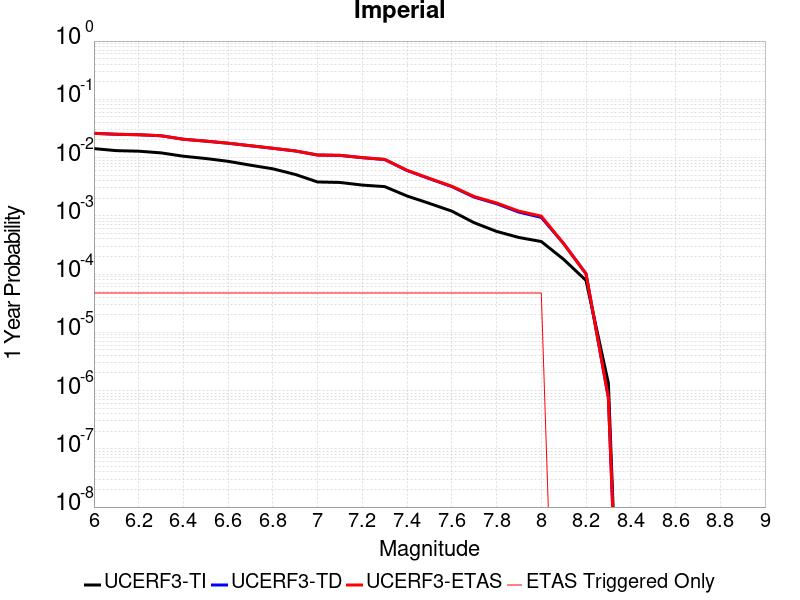 Imperial
10^0
10^-1
10^-2
10^-3
10^-4
10^-5
10^-6
10^-7
10^-8
1 Year Probability
6 6.2 6.4 6.6 6.8 7 7.2 7.4 7.6 7.8 8 8.2 8.4 8.6 8.8 9
Magnitude
UCERF3-TI UCERF3-TD UCERF3-ETAS ETAS Triggered Only